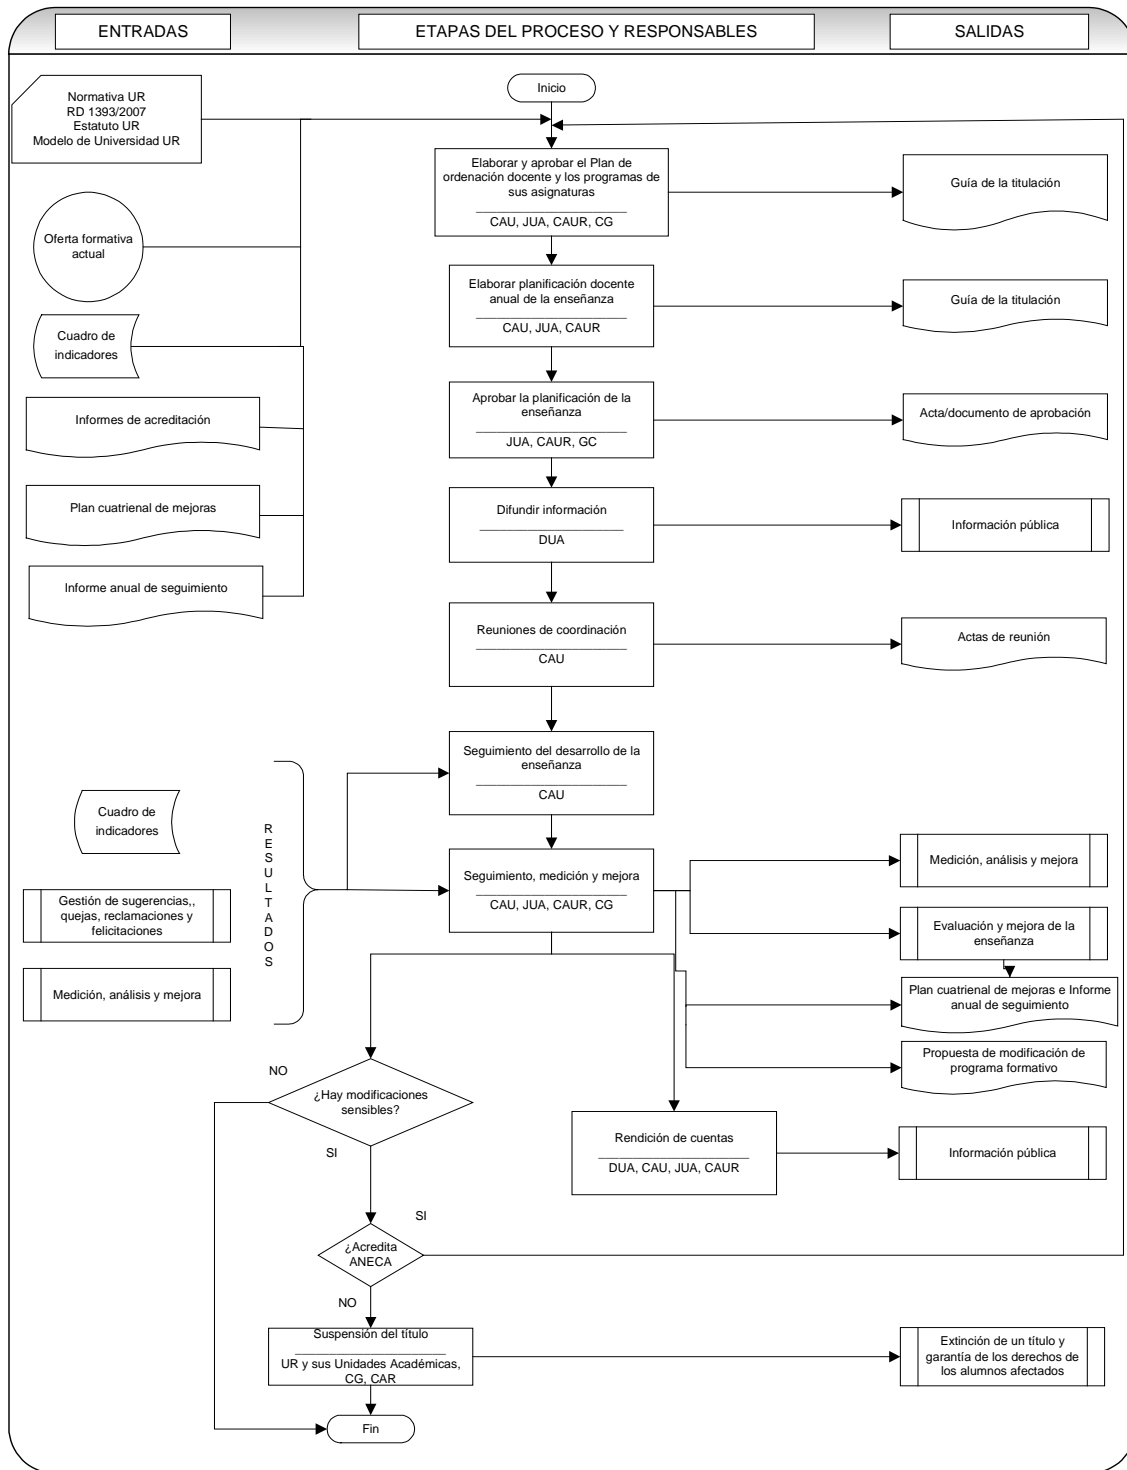 ENTRADAS
ETAPAS DEL PROCESO Y RESPONSABLES
SALIDAS
Normativa UR
RD 1393/2007
Estatuto UR
Modelo de Universidad UR
Inicio
Elaborar y aprobar el Plan de
ordenación docente y los programas de
sus asignaturas
CAU, JUA, CAUR, CG
Guía de la titulación
Oferta formativa
actual
Elaborar planificación docente
anual de la enseñanza
CAU, JUA, CAUR
Guía de la titulación
Cuadro de
indicadores
Informes de acreditación
Aprobar la planificación de la
enseñanza
JUA, CAUR, GC
Acta/documento de aprobación
Plan cuatrienal de mejoras
Difundir información
DUA
Información pública
Informe anual de seguimiento
Reuniones de coordinación
CAU
Actas de reunión
Seguimiento del desarrollo de la
enseñanza
CAU
Cuadro de
indicadores
Gestión de sugerencias,,
quejas, reclamaciones y
felicitaciones
Medición, análisis y mejora
R
E
S
U
L
T
A
D
O
S
Seguimiento, medición y mejora
CAU, JUA, CAUR, CG
Medición, análisis y mejora
Evaluación y mejora de la
enseñanza
Plan cuatrienal de mejoras e Informe
anual de seguimiento
Propuesta de modificación de
programa formativo
NO
¿Hay modificaciones
sensibles?
SI
Rendición de cuentas
DUA, CAU, JUA, CAUR
Información pública
SI
¿Acredita
ANECA
NO
Suspensión del título
UR y sus Unidades Académicas,
CG, CAR
Extinción de un título y
garantía de los derechos de
los alumnos afectados
Fin